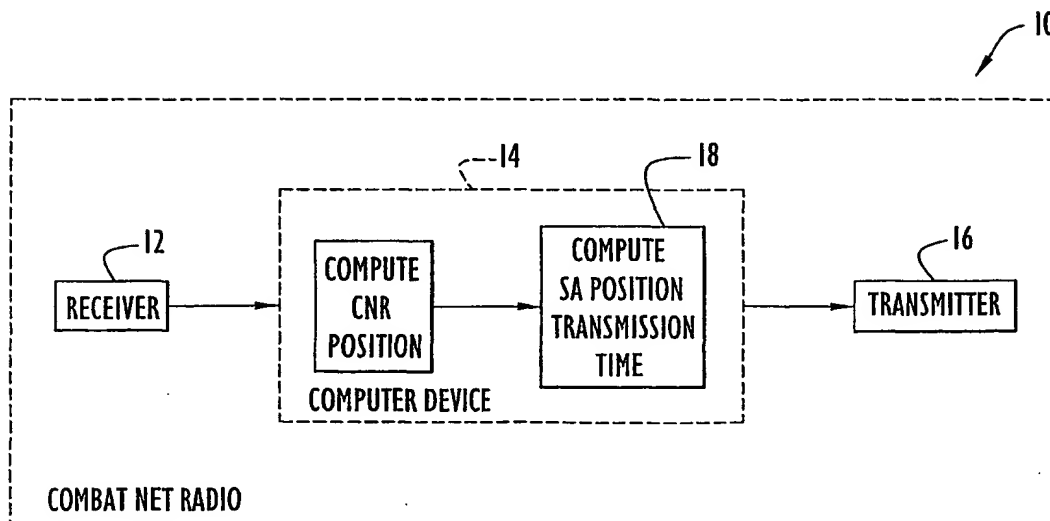 10
14
18
12
16
RECEIVER
COMPUTE
CNR
POSITION
COMPUTE
SA POSITION
TRANSMISSION
TIME
TRANSMITTER
COMPUTER DEVICE
COMBAT NET RADIO